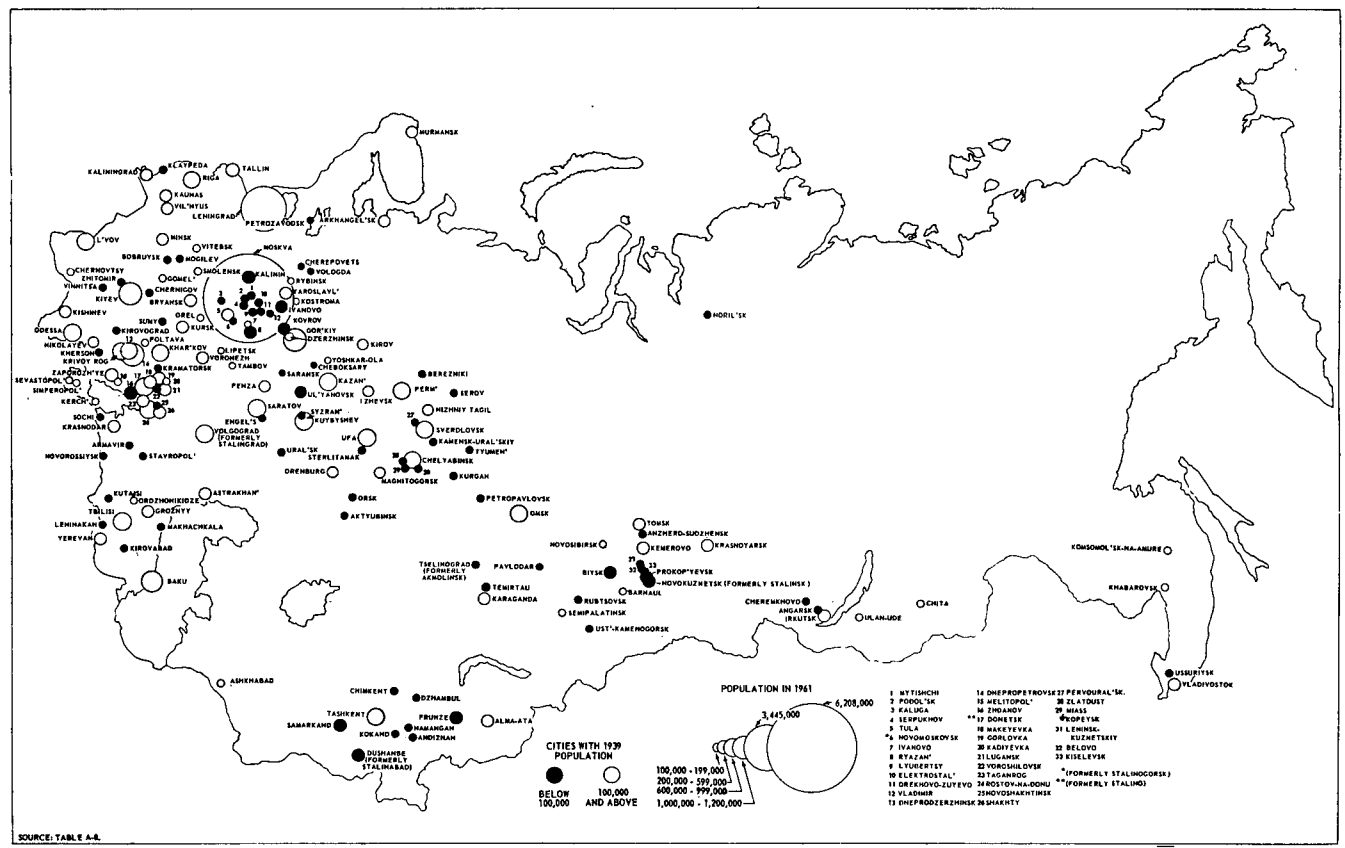 MURMANSK
KLAYPEDA
KALININGRAD
TALLIN
RIGA
KAUNAS
VIL'NYUS
LENINGRAD
PETROZAVODSK
ARKHANGEL'SK
L'VOV
MINSK
VITEBSK
MOSKVA
BOBRUYSK
MOGILEV
CHEREPOVETS
VOLOGDA
CHERNOVTSY
ZHITOMIR
GOMEL'
SMOLENSK
KALININ
RYBINSK
VINNITSA
CHERNIGOV
YAROSLAVL'
KIYEV
BRYANSK
KOSTROMA
IVANOVO
KISHINEV
OREL
KOVROV
NORIL'SK
SUMY
KURSK
GOR'KIY
ODESSA
KIROVOGRAD
DZERZHINSK
NIKOLAYEV
POLTAVA
KIROV
KHERSON
KHAR'KOV
LIPETSK
KRIVOY ROG
VORONEZH
YOSHKAR-OLA
KRAMATORSK
TAMBOV
CHEBOKSARY
ZAPOROZH'YE
SARANSK
BEREZNIKI
SEVASTOPOL'
KAZAN'
SIMFEROPOL'
PENZA
PERM'
SEROV
UL'YANOVSK
IZHEVSK
KERCH'
SARATOV
NIZHNIY TAGIL
SOCHI
ENGEL'S
SYZRAN'
KUYBYSHEV
KRASNODAR
SVERDLOVSK
VOLGOGRAD
(FORMERLY
STALINGRAD)
UFA
KAMENSK-URAL'SKIY
ARMAVIR
URAL'SK
STERLITAMAK
TYUMEN'
NOVOROSSIYSK
STAVROPOL'
CHELYABINSK
ORENBURG
MAGNITOGORSK
KURGAN
KUTAISI
ORDZHONIKIDZE
ASTRAKHAN'
ORSK
PETROPAVLOVSK
TBILISI
GROZNYY
AKTYUBINSK
OMSK
LENINAKAN
MAKHACHKALA
TOMSK
YEREVAN
ANZHERO-SUDZHENSK
KIROVABAD
NOVOSIBIRSK
KEMEROVO
KRASNOYARSK
KOMSOMOL'SK-NA-AMURE
BAKU
TSELINOGRAD
(FORMERLY
AKMOLINSK)
PAVLODAR
BIYSK
PROKOP'YEVSK
NOVOKUZNETSK (FORMERLY STALINSK)
TEMIRTAU
BARNAUL
KHABAROVSK
KARAGANDA
RUBTSOVSK
CHEREMKHOVO
CHITA
SEMIPALATINSK
ANGARSK
IRKUTSK
ULAN-UDE
UST'-KAMENOGORSK
ASHKHABAD
USSURIYSK
VLADIVOSTOK
CHIMKENT
DZHAMBUL
TASHKENT
FRUNZE
ALMA-ATA
SAMARKAND
NAMANGAN
KOKAND
ANDIZHAN
DUSHANBE
(FORMERLY
STALINABAD)
CITIES WITH 1939
POPULATION
BELOW
100,000
100,000
AND ABOVE
POPULATION IN 1961
6,208,000
3,445,000
100,000 - 199,000
200,000 - 599,000
600,000 - 999,000
1,000,000 - 1,200,000
1 MYTISHCHI
2 PODOL'SK
3 KALUGA
4 SERPUKHOV
5 TULA
*6 NOVOMOSKOVSK
7 IVANOVO
8 RYAZAN'
9 LYUBERTSY
10 ELEKTROSTAL'
11 OREKHOVO-ZUYEVO
12 VLADIMIR
13 DNEPRODZERZHINSK
14 DNEPROPETROVSK
15 MELITOPOL'
16 ZHDANOV
**17 DONETSK
18 MAKEYEVKA
19 GORLOVKA
20 KADIYEVKA
21 LUGANSK
22 VOROSHILOVSK
23 TAGANROG
24 ROSTOV-NA-DONU
25 NOVOSHAKHTINSK
26 SHAKHTY
27 PERVOURAL'SK
28 ZLATOUST
29 MIASS
KOPEYSK
31 LENINSK-
KUZNETSKIY
32 BELOVO
33 KISELEVSK
* (FORMERLY STALINOGORSK)
** (FORMERLY STALINO)
SOURCE: TABLE A-8.